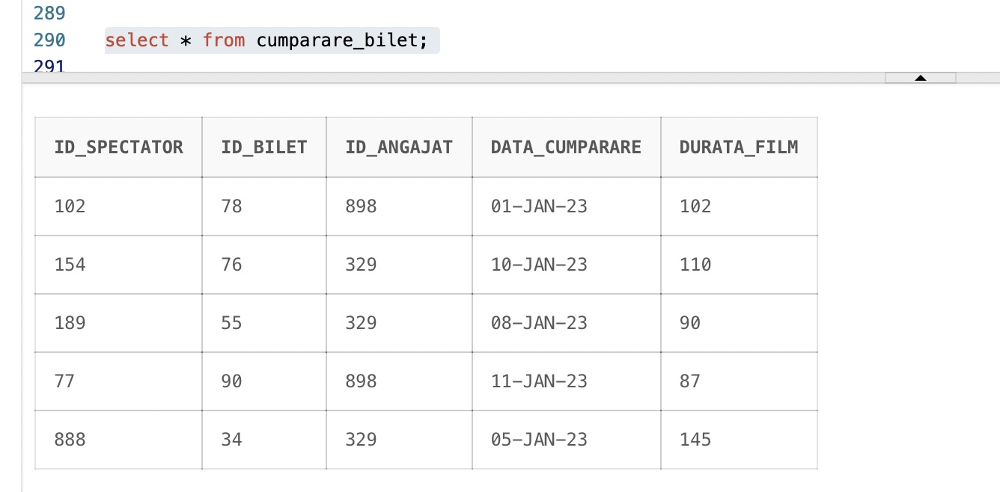 289
290 select * from cumparare_bilet;
291
ID_SPECTATOR ID_BILET ID_ANGAJAT DATA_CUMPARARE DURATA_FILM
102 78 898 01-JAN-23 102
154 76 329 10-JAN-23 110
189 55 329 08-JAN-23 90
77 90 898 11-JAN-23 87
888 34 329 05-JAN-23 145